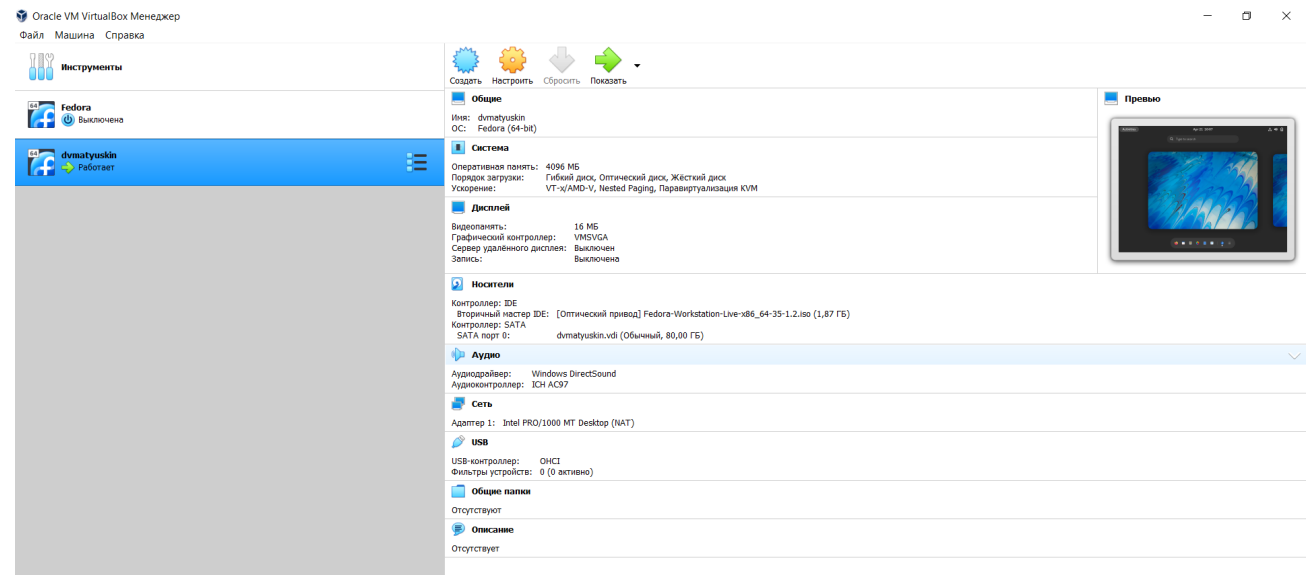 Oracle VM VirtualBox Менеджер
Файл Машина Справка
Инструменты
64
Fedora
Выключена
64
dvmatyuskin
Работает
Создать Настроить Сбросить Показать
Общие
Имя: dvmatyuskin
ОС: Fedora (64-bit)
Система
Оперативная память: 4096 МБ
Порядок загрузки: Гибкий диск, Оптический диск, Жёсткий диск
Ускорение: VT-x/AMD-V, Nested Paging, Паравиртуализация KVM
Дисплей
Видеопамять: 16 МБ
Графический контроллер: VMSVGA
Сервер удалённого дисплея: Выключен
Запись: Выключена
Носители
Контроллер: IDE
Вторичный мастер IDE: [Оптический привод] Fedora-Workstation-Live-x86_64-35-1.2.iso (1,87 ГБ)
Контроллер: SATA
SATA порт 0: dvmatyuskin.vdi (Обычный, 80,00 ГБ)
Аудио
Аудиодрайвер: Windows DirectSound
Аудиоконтроллер: ICH AC97
Сеть
Адаптер 1: Intel PRO/1000 MT Desktop (NAT)
USB
USB-контроллер: OHCI
Фильтры устройств: 0 (0 активно)
Общие папки
Отсутствуют
Описание
Отсутствует
Превью